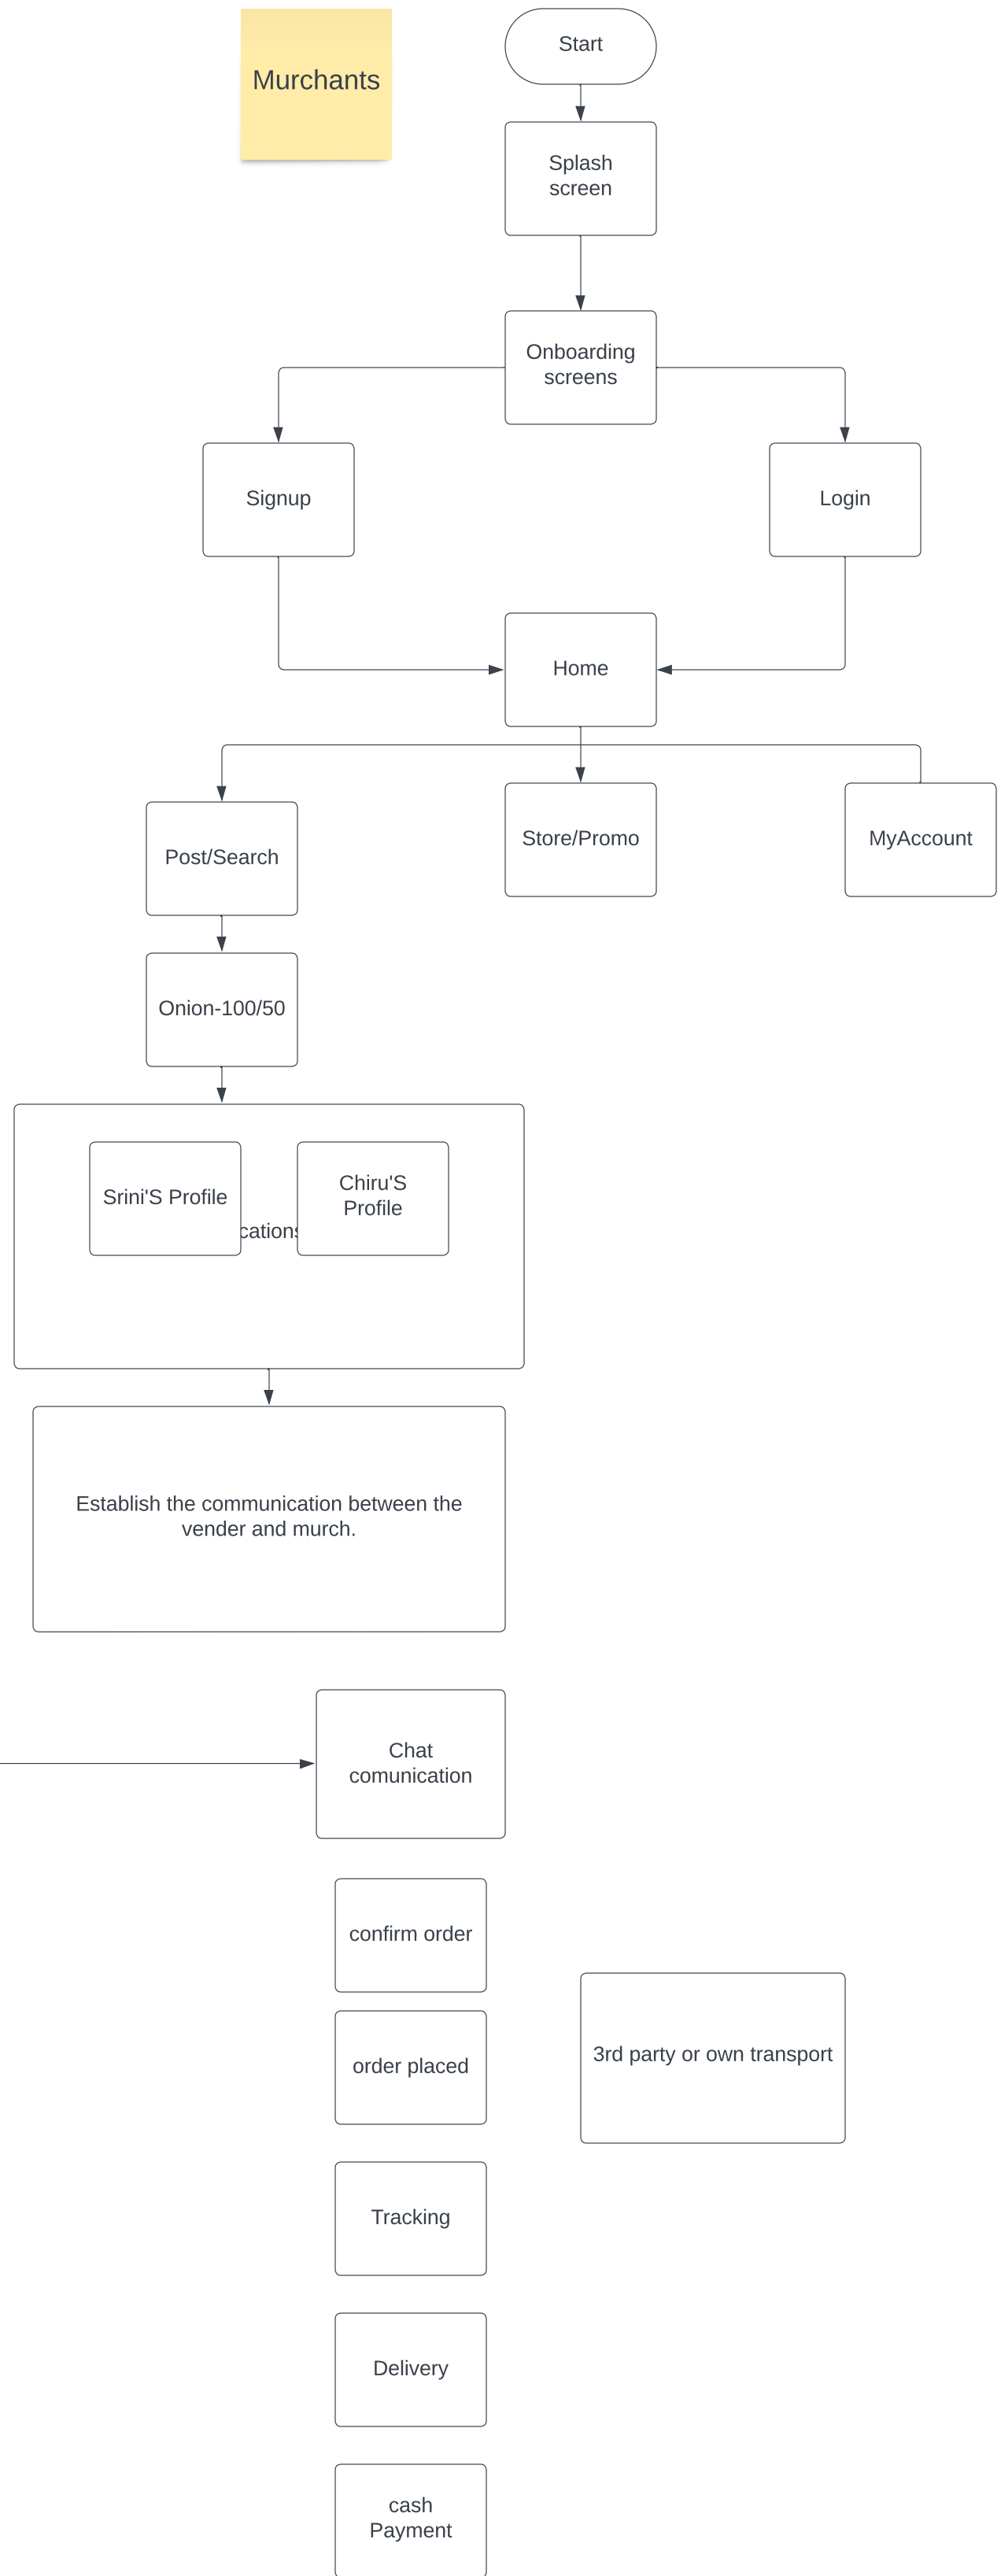 Murchants
Start
Splash
screen
Onboarding
screens
Signup
Login
Home
Post/Search
Store/Promo
MyAccount
Onion-100/50
Srini'S Profile
Chiru'S
Profile
Establish the communication between the
vender and murch.
Chat
comunication
confirm order
order placed
3rd party or own transport
Tracking
Delivery
cash
Payment